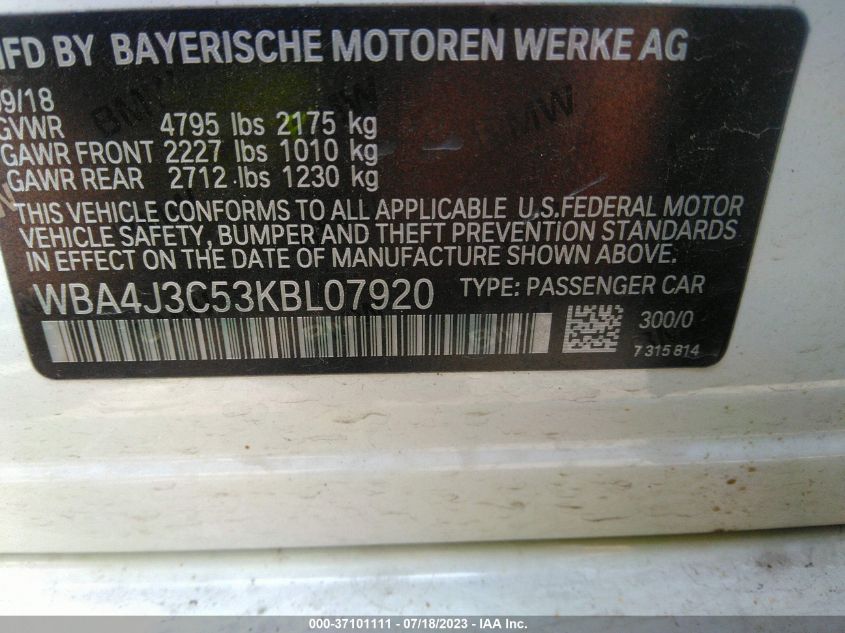 MFD BY BAYERISCHE MOTOREN WERKE AG
09/18
GVWR 4795 lbs 2175 kg
GAWR FRONT 2227 lbs 1010 kg
GAWR REAR 2712 lbs 1230 kg
THIS VEHICLE CONFORMS TO ALL APPLICABLE U.S.FEDERAL MOTOR
VEHICLE SAFETY, BUMPER AND THEFT PREVENTION STANDARDS
IN EFFECT ON THE DATE OF MANUFACTURE SHOWN ABOVE.
WBA4J3C53KBL07920 TYPE: PASSENGER CAR
300/0
7 315 814
000-37101111 - 07/18/2023 - IAA Inc.